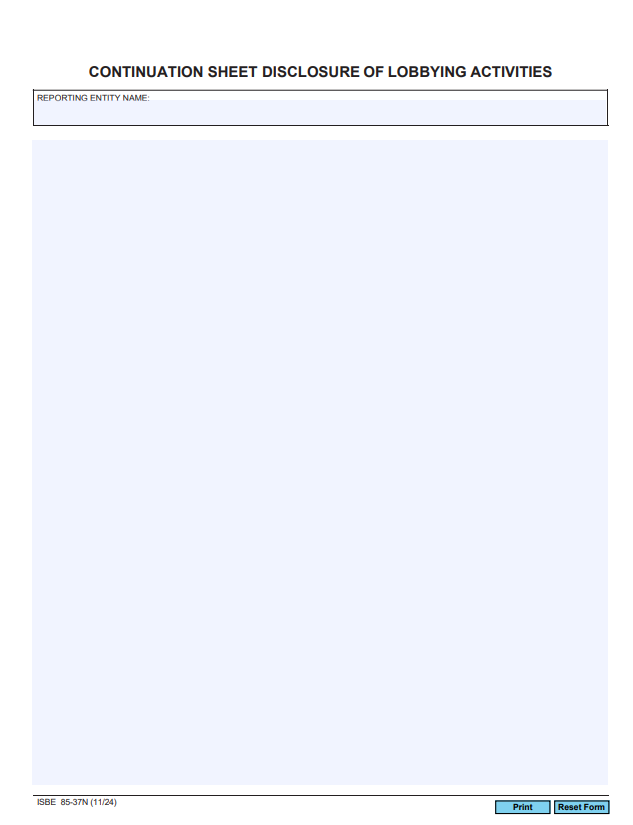 CONTINUATION SHEET DISCLOSURE OF LOBBYING ACTIVITIES
REPORTING ENTITY NAME:
ISBE 85-37N (11/24)
Print
Reset Form